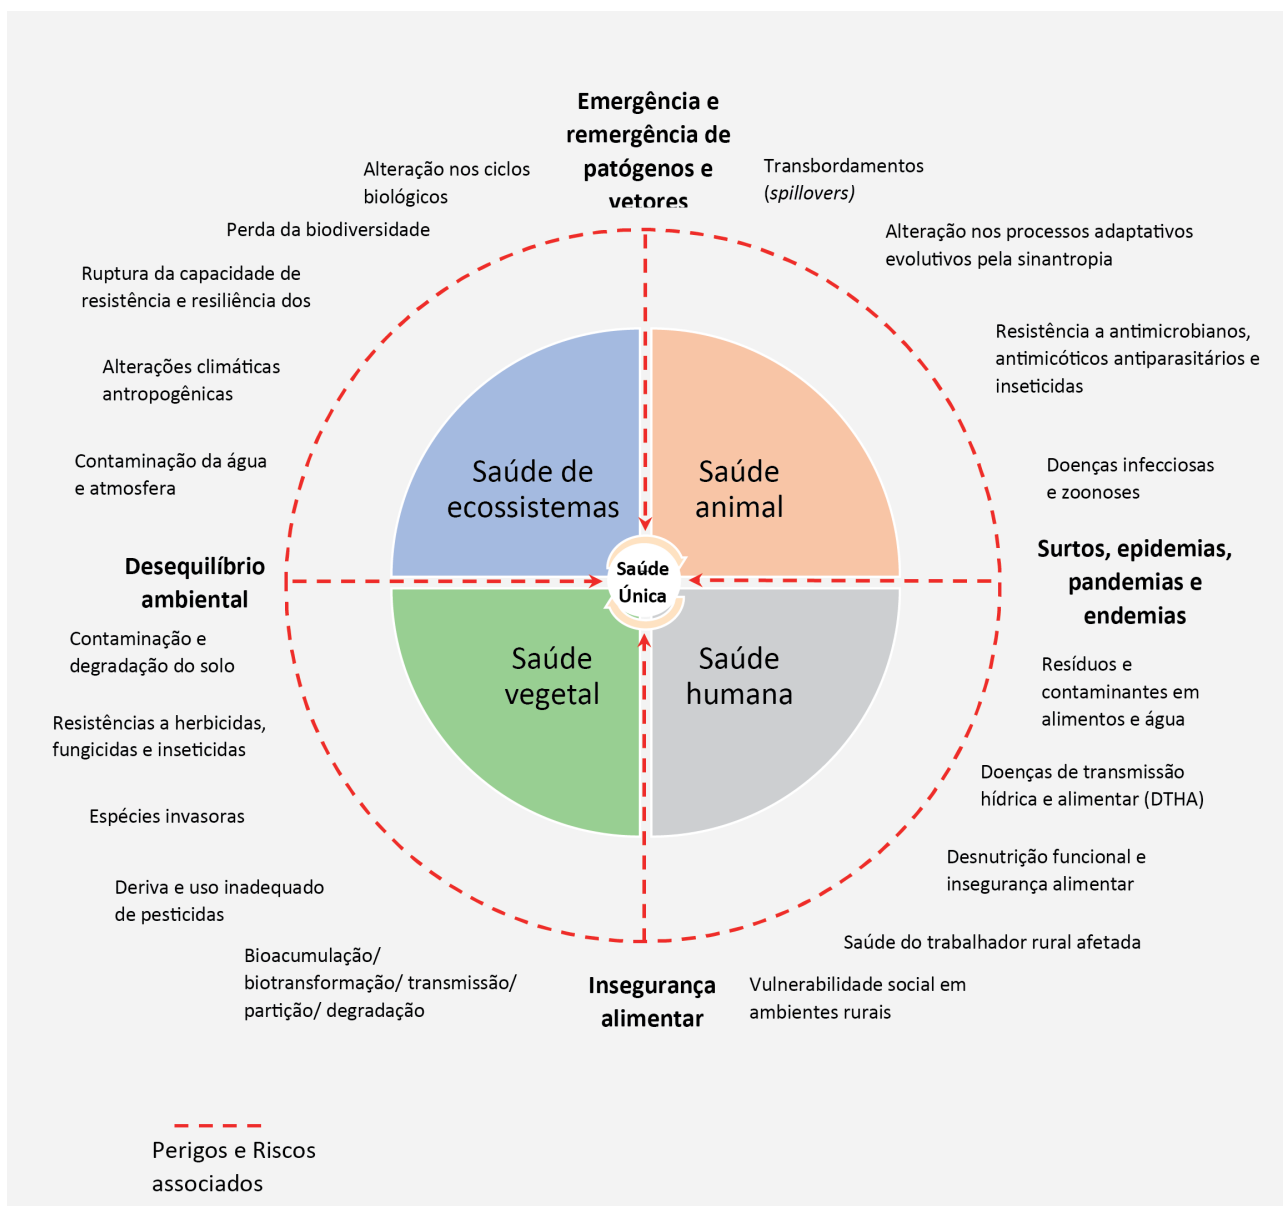 Emergência e
remergência de
patógenos e
vetores
Alteração nos ciclos
biológicos
Transbordamentos
(spillovers)
Perda da biodiversidade
Alteração nos processos adaptativos
evolutivos pela sinantropia
Ruptura da capacidade de
resistência e resiliência dos
Resistência a antimicrobianos,
antimicóticos antiparasitários e
inseticidas
Alterações climáticas
antropogênicas
Contaminação da água
e atmosfera
Doenças infecciosas
e zoonoses
Saúde de
ecossistemas
Saúde
animal
Desequilíbrio
ambiental
Saúde
Única
Surtos, epidemias,
pandemias e
endemias
Contaminação e
degradação do solo
Saúde
vegetal
Saúde
humana
Resíduos e
contaminantes em
alimentos e água
Resistências a herbicidas,
fungicidas e inseticidas
Doenças de transmissão
hídrica e alimentar (DTHA)
Espécies invasoras
Desnutrição funcional e
insegurança alimentar
Deriva e uso inadequado
de pesticidas
Saúde do trabalhador rural afetada
Bioacumulação/
biotransformação/ transmissão/
partição/ degradação
Insegurança
alimentar
Vulnerabilidade social em
ambientes rurais
Perigos e Riscos
associados